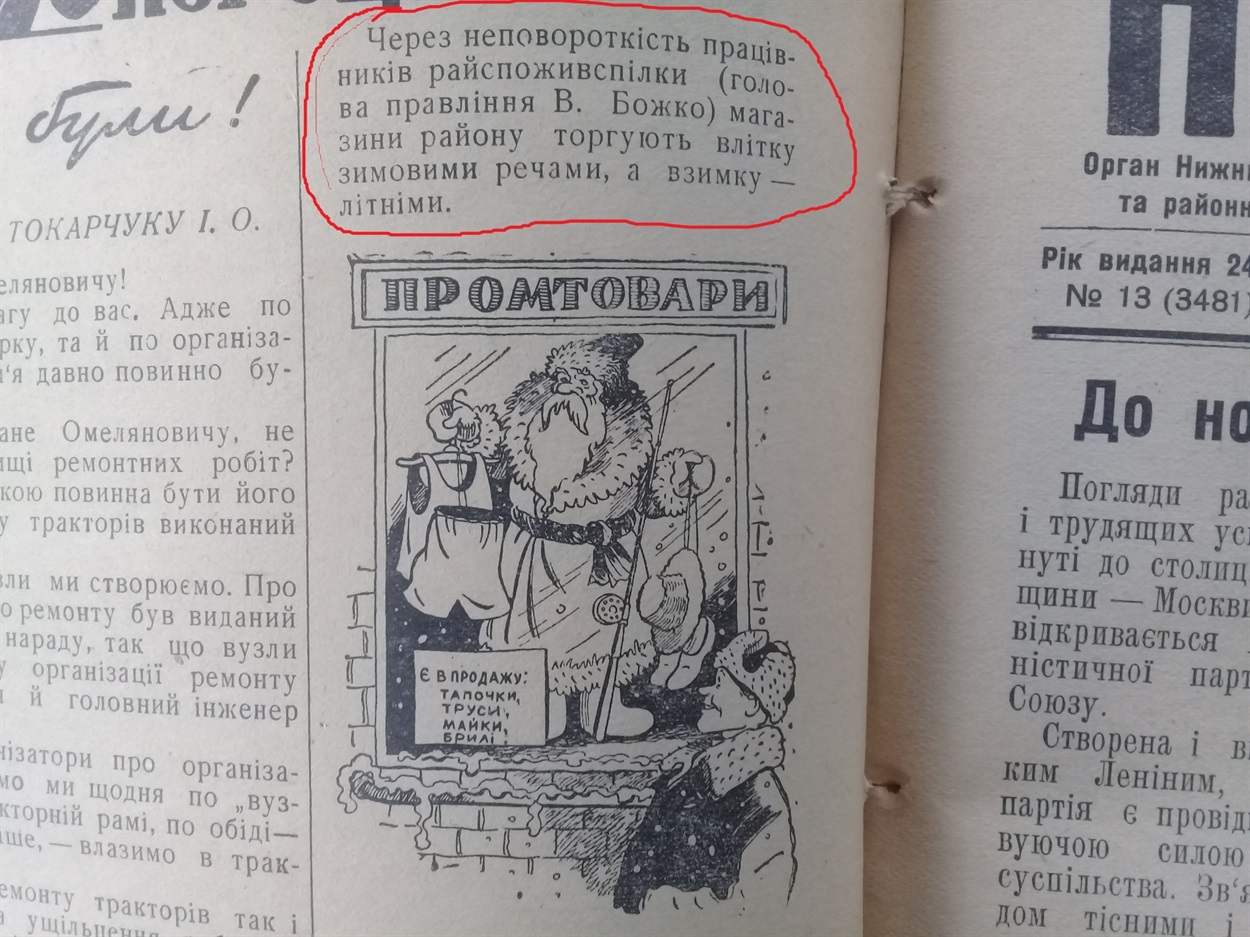 були!
ТОКАРЧУКУ І. О.
еляновичу!
агу до вас. Адже по
рку, та й по організа-
м'я давно повинно бу-
ане Омеляновичу, не
ищі ремонтних робіт?
кою повинна бути його
у тракторів виконаний
зли ми створюємо. Про
о ремонту був виданий
нараду, так що вузли
у організації ремонту
й головний інженер
нізатори про організа-
мо ми щодня по „вуз-
кторній рамі, по обіді—
аше, — влазимо в трак-
емонту тракторів так і
ущільнення
Через неповороткість праців-
ників райспоживспілки (голо-
ва правління В. Божко) мага-
зини району торгують влітку
зимовими речами, а взимку —
літніми.
ПРОМТОВАРИ
Є В ПРОДАЖУ:
ТАПОЧКИ,
ТРУСИ,
МАЙКИ,
БРИЛІ!
Орган Нижн
та районн
Рік видання 24
№ 13 (3481)
До но
Погляди ра
і трудящих усь
нуті до столиц
щини — Москви
відкривається
ністичної парт
Союзу.
Створена і в
ким Леніним,
партія є провід
вуючою силою
суспільства. Зв'я
дом тісними і